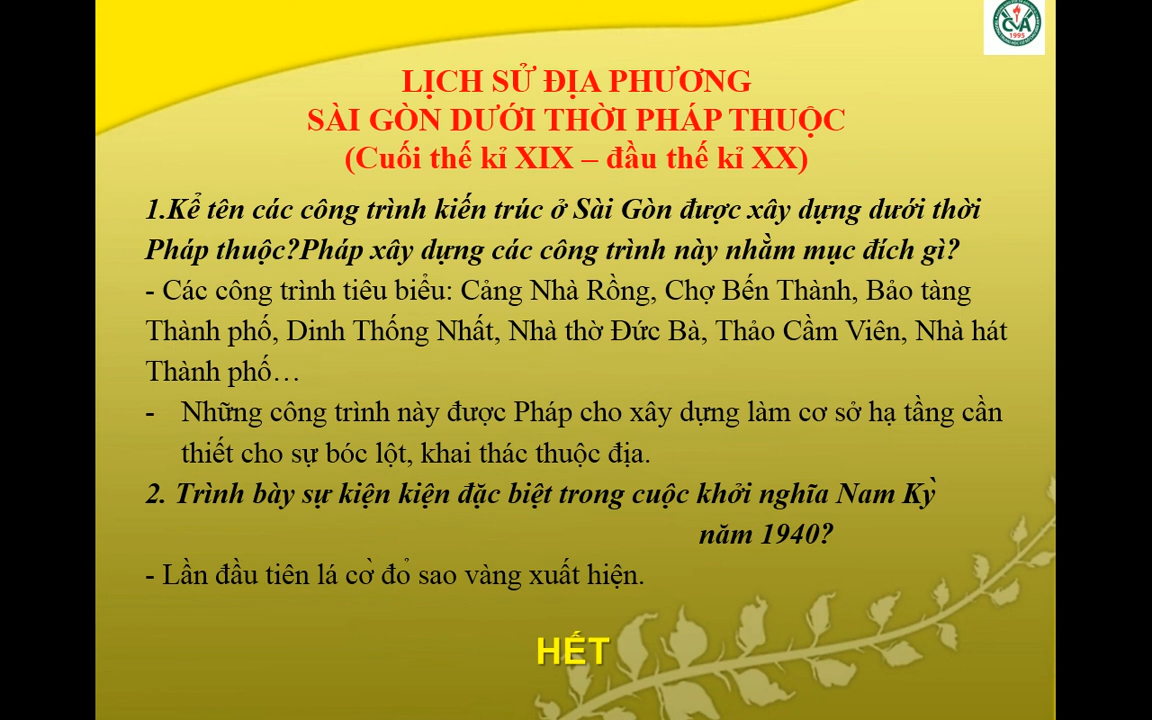 CVA
1995
LỊCH SỬ ĐỊA PHƯƠNG
SÀI GÒN DƯỚI THỜI PHÁP THUỘC
(Cuối thế kỉ XIX – đầu thế kỉ XX)
1.Kể tên các công trình kiến trúc ở Sài Gòn được xây dựng dưới thời
Pháp thuộc?Pháp xây dựng các công trình này nhằm mục đích gì?
- Các công trình tiêu biểu: Cảng Nhà Rồng, Chợ Bến Thành, Bảo tàng
Thành phố, Dinh Thống Nhất, Nhà thờ Đức Bà, Thảo Cầm Viên, Nhà hát
Thành phố…
- Những công trình này được Pháp cho xây dựng làm cơ sở hạ tầng cần
thiết cho sự bóc lột, khai thác thuộc địa.
2. Trình bày sự kiện kiện đặc biệt trong cuộc khởi nghĩa Nam Kỳ
năm 1940?
- Lần đầu tiên lá cờ đỏ sao vàng xuất hiện.
HẾT